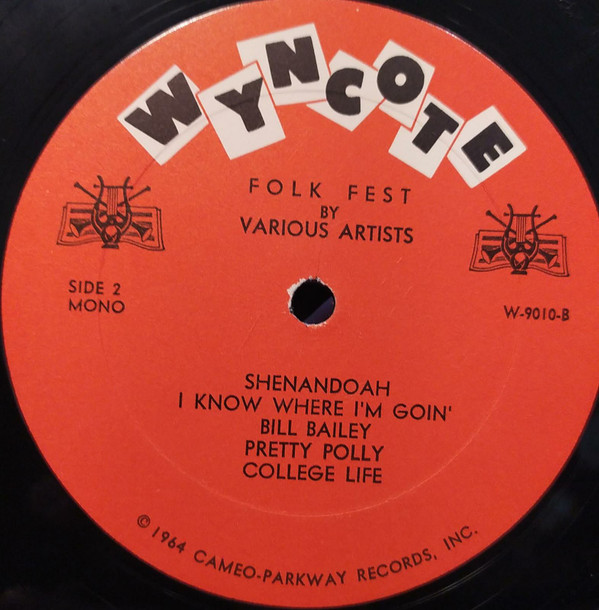 WYNCOTE
FOLK FEST
BY
VARIOUS ARTISTS
SIDE 2
MONO
W-9010-B
SHENANDOAH
I KNOW WHERE I'M GOIN'
BILL BAILEY
PRETTY POLLY
COLLEGE LIFE
© 1964 CAMEO-PARKWAY RECORDS, INC.